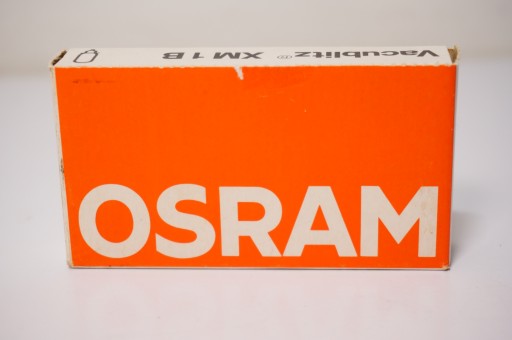 Vacublitz ® XM 1 B
OSRAM